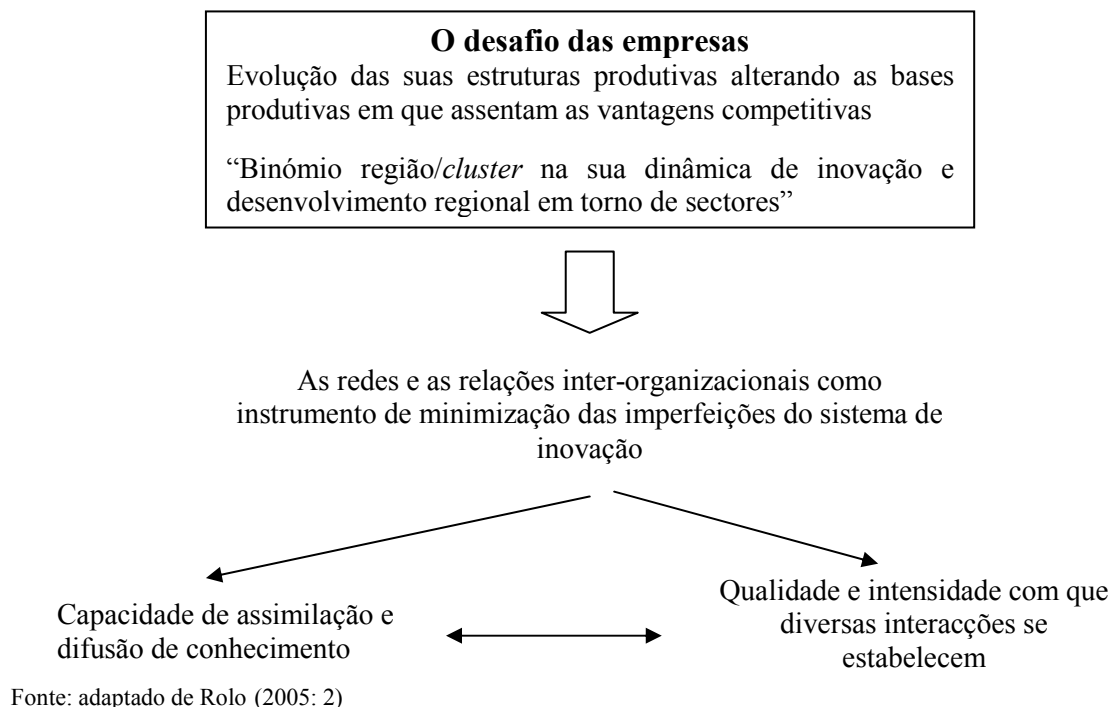 O desafio das empresas
Evolução das suas estruturas produtivas alterando as bases
produtivas em que assentam as vantagens competitivas
“Binómio região/cluster na sua dinâmica de inovação e
desenvolvimento regional em torno de sectores”
As redes e as relações inter-organizacionais como
instrumento de minimização das imperfeições do sistema de
inovação
Capacidade de assimilação e
difusão de conhecimento
Qualidade e intensidade com que
diversas interacções se
estabelecem
Fonte: adaptado de Rolo (2005: 2)